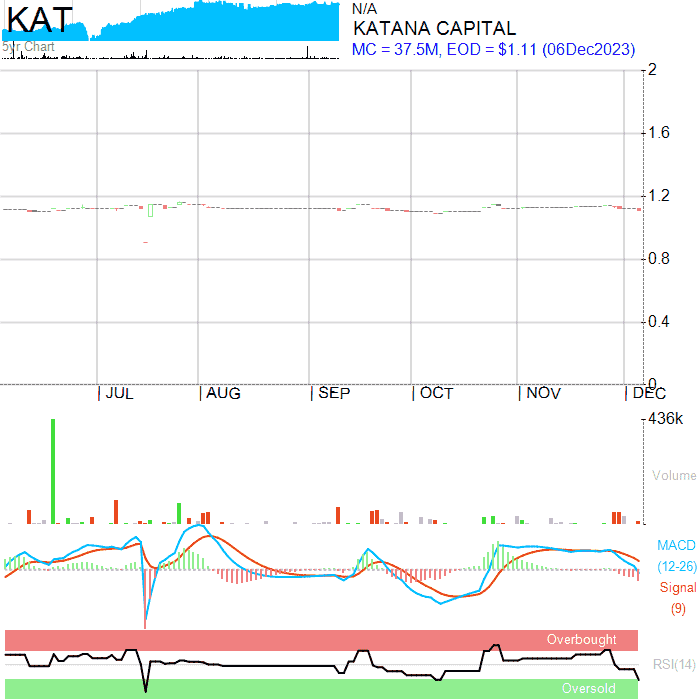 KAT
5yr Chart
N/A
KATANA CAPITAL
MC = 37.5M, EOD = $1.11 (06Dec2023)
2
1.6
1.2
0.8
0.4
0
JUL AUG SEP OCT NOV DEC
436k
Volume
MACD
(12-26)
Signal
(9)
Overbought
RSI(14)
Oversold